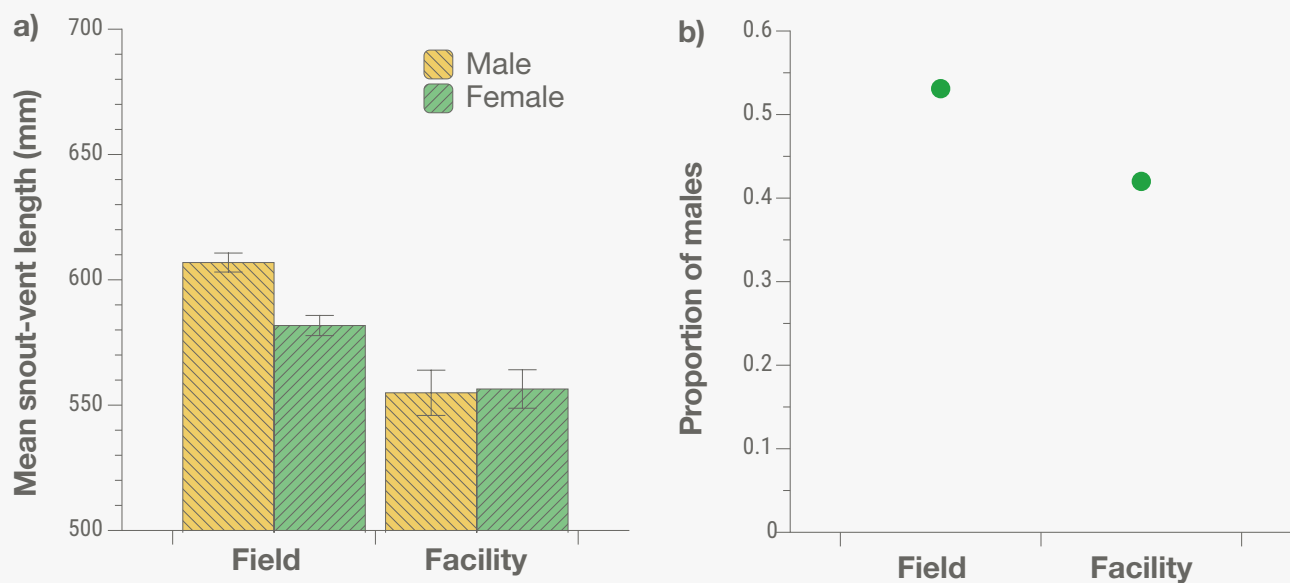 a)
Mean snout-vent length (mm)
700
650
600
550
500
Male
Female
Field
Facility
b)
Proportion of males
0.6
0.5
0.4
0.3
0.2
0.1
0
Field
Facility